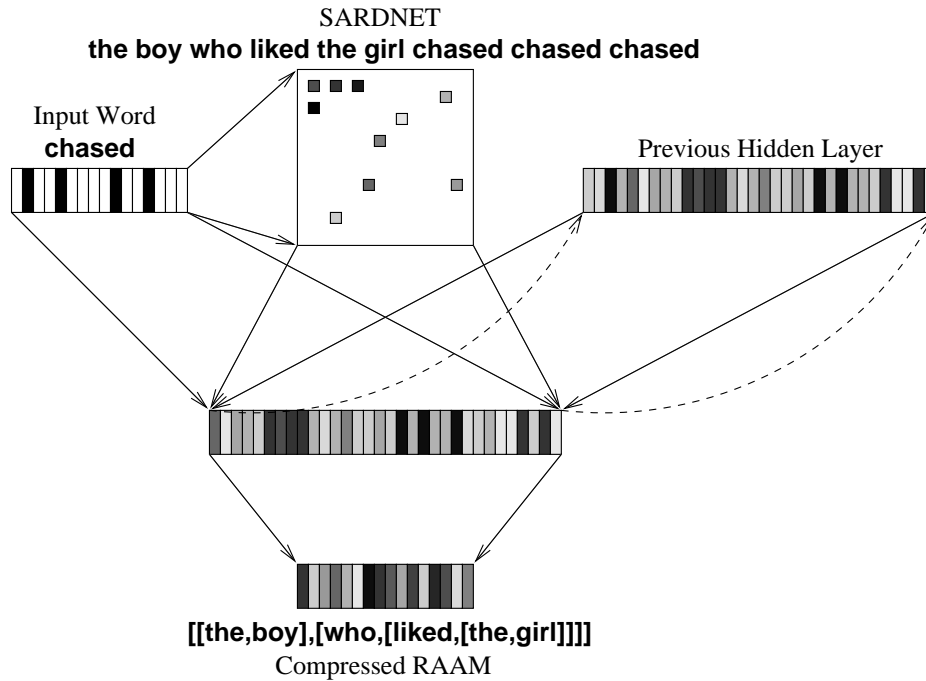 SARDNET
the boy who liked the girl chased chased chased
Input Word
chased
Previous Hidden Layer
[[the,boy],[who,[liked,[the,girl]]]]
Compressed RAAM